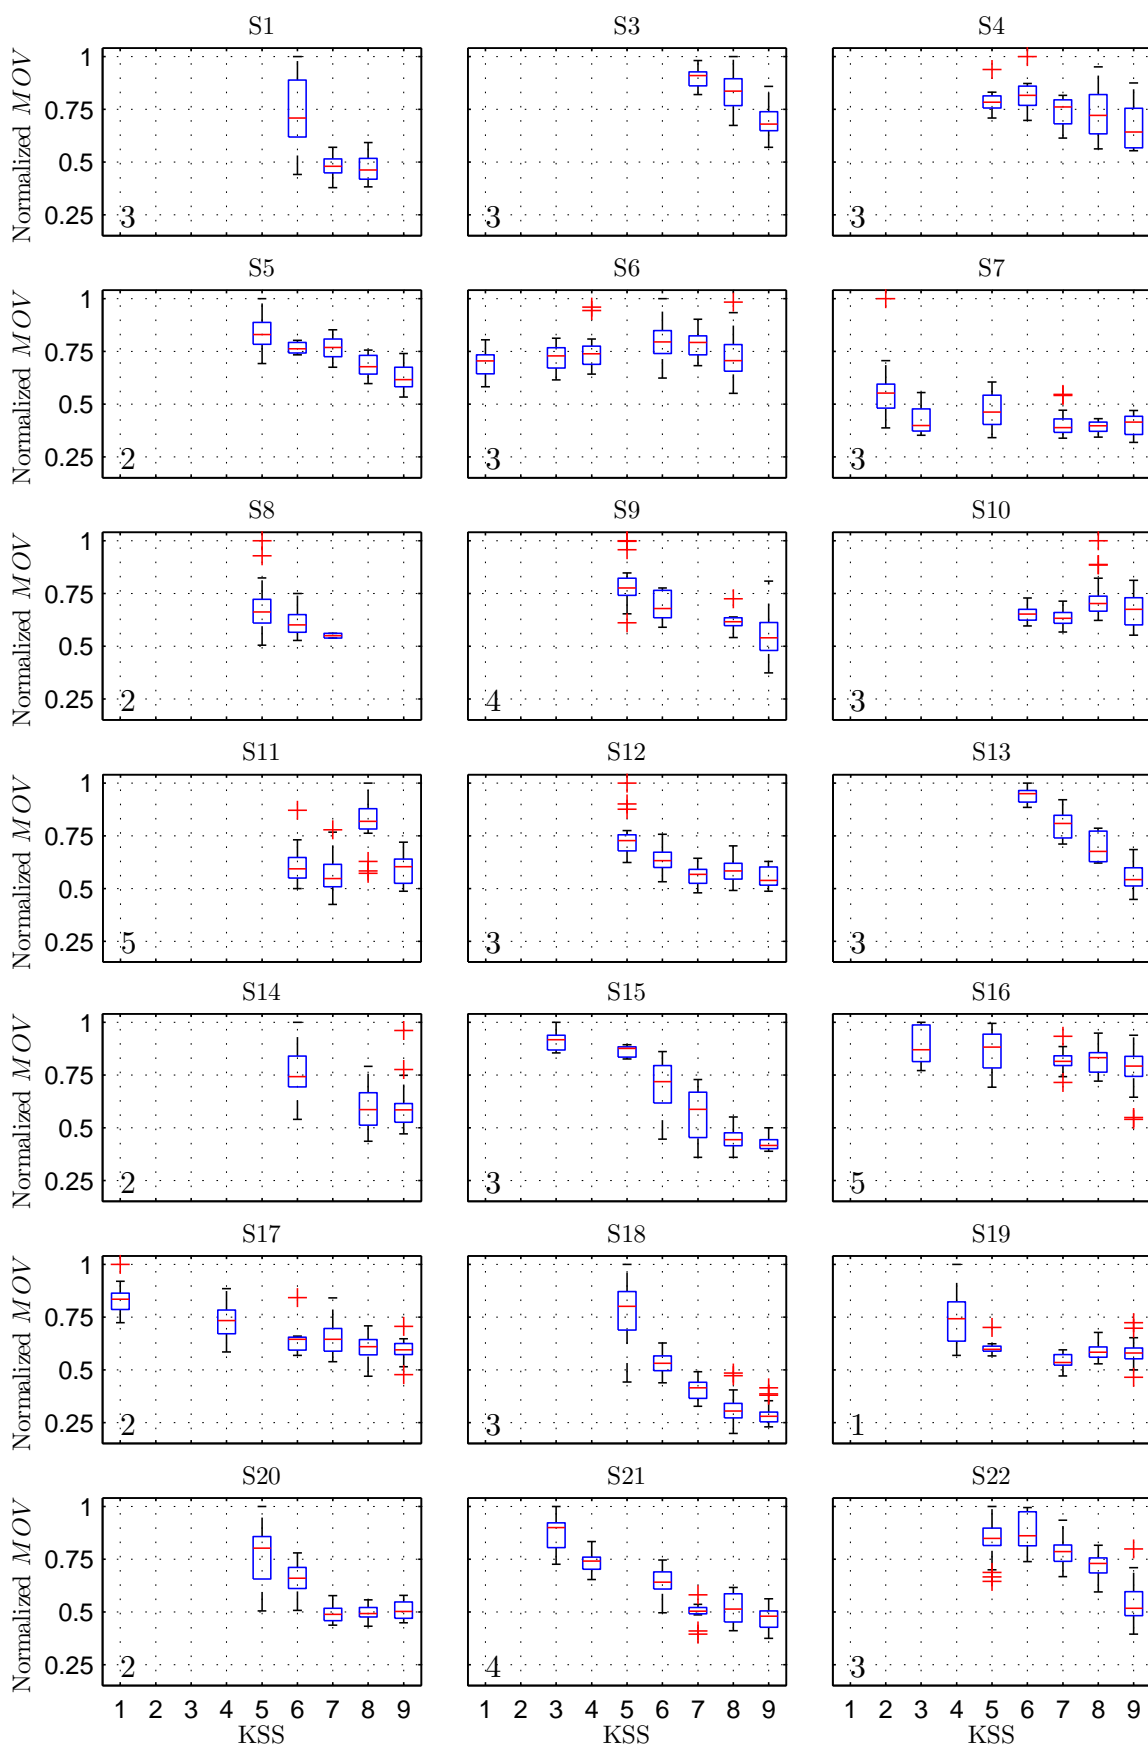 S1 S3 S4
Normalized MOV
1
0.75
0.5
0.25
3 3 3
S5 S6 S7
Normalized MOV
1
0.75
0.5
0.25
2 3 3
S8 S9 S10
Normalized MOV
1
0.75
0.5
0.25
2 4 3
S11 S12 S13
Normalized MOV
1
0.75
0.5
0.25
5 3 3
S14 S15 S16
Normalized MOV
1
0.75
0.5
0.25
2 3 5
S17 S18 S19
Normalized MOV
1
0.75
0.5
0.25
2 3 1
S20 S21 S22
Normalized MOV
1
0.75
0.5
0.25
2 4 3
1 2 3 4 5 6 7 8 9 1 2 3 4 5 6 7 8 9 1 2 3 4 5 6 7 8 9
KSS KSS KSS